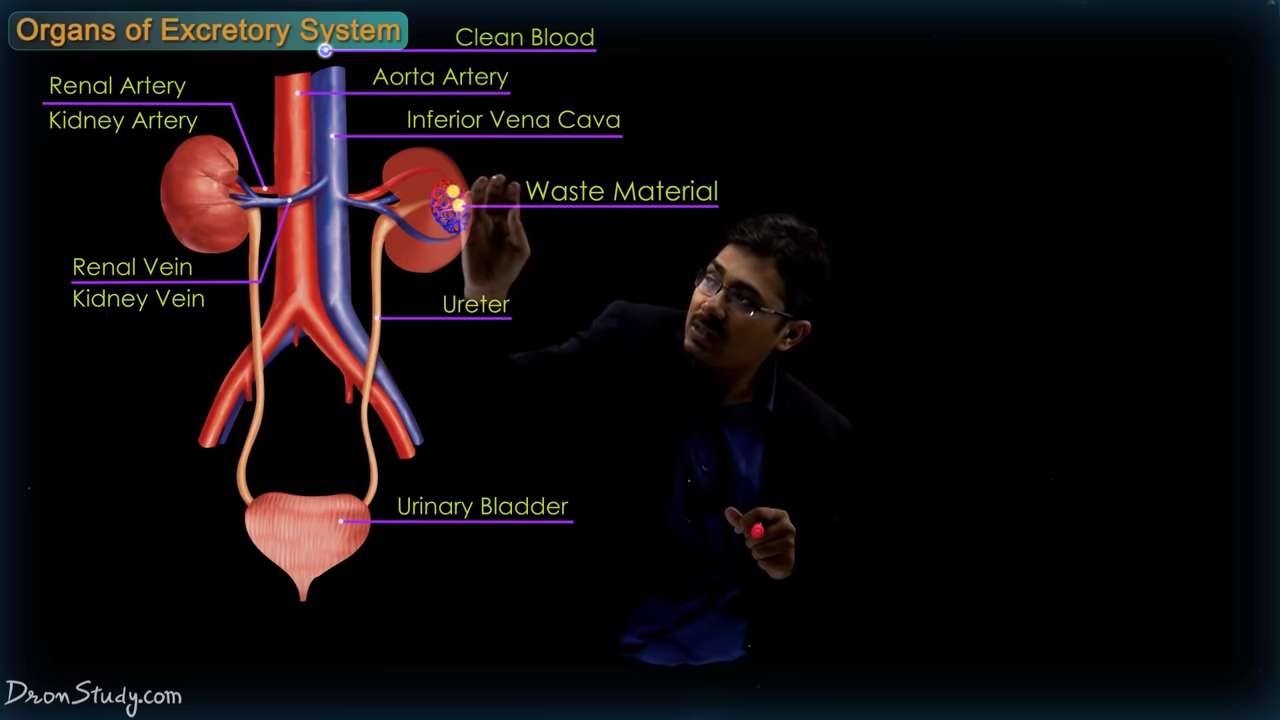 Organs of Excretory System
Clean Blood
Renal Artery
Kidney Artery
Aorta Artery
Inferior Vena Cava
Waste Material
Renal Vein
Kidney Vein
Ureter
Urinary Bladder
DronStudy.com